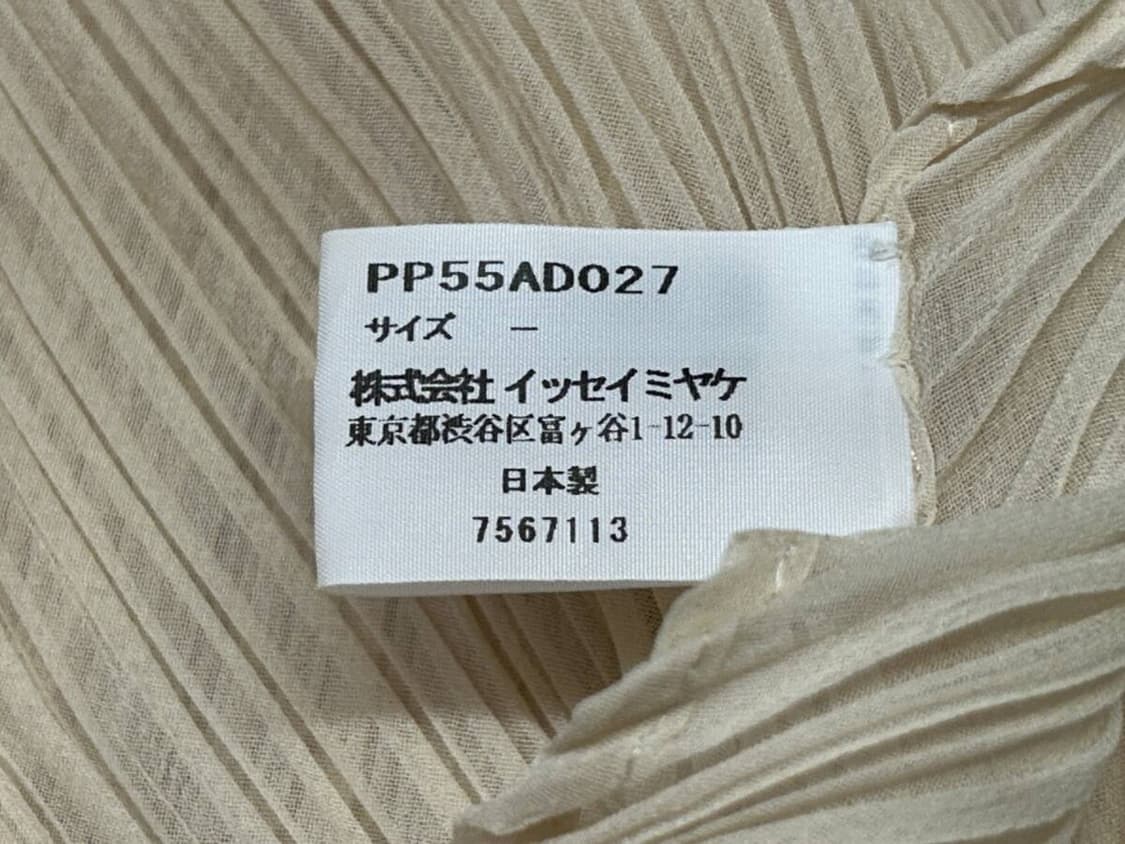 PP55AD027
サイズ －
株式会社 イッセイミヤケ
東京都渋谷区富ヶ谷1-12-10
日本製
7567113